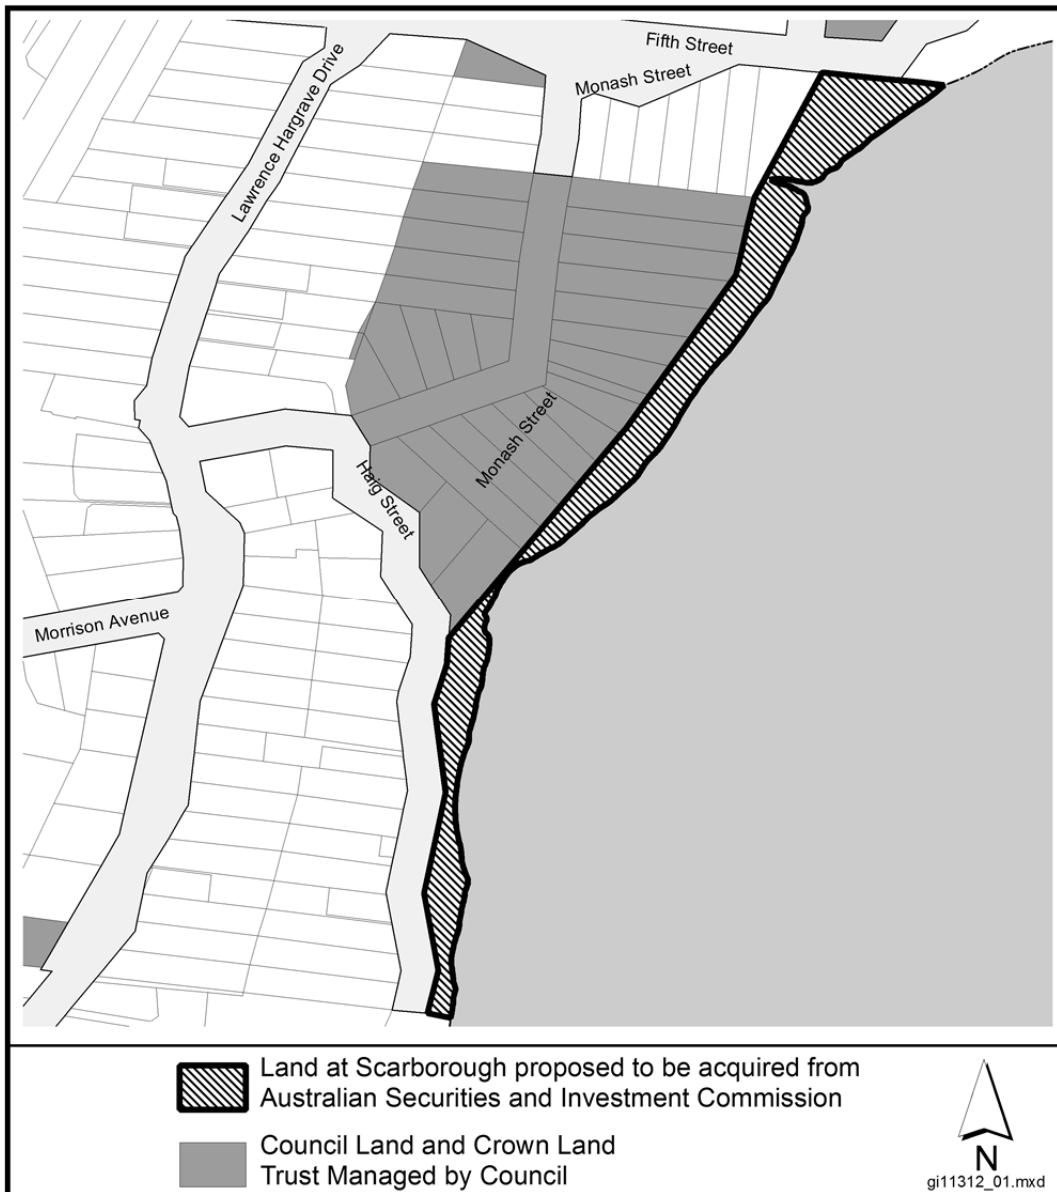 Fifth Street
Monash Street
Lawrence Hargrave Drive
Monash Street
Haig Street
Morrison Avenue
Land at Scarborough proposed to be acquired from
Australian Securities and Investment Commission
Council Land and Crown Land
Trust Managed by Council
N
gi11312_01.mxd